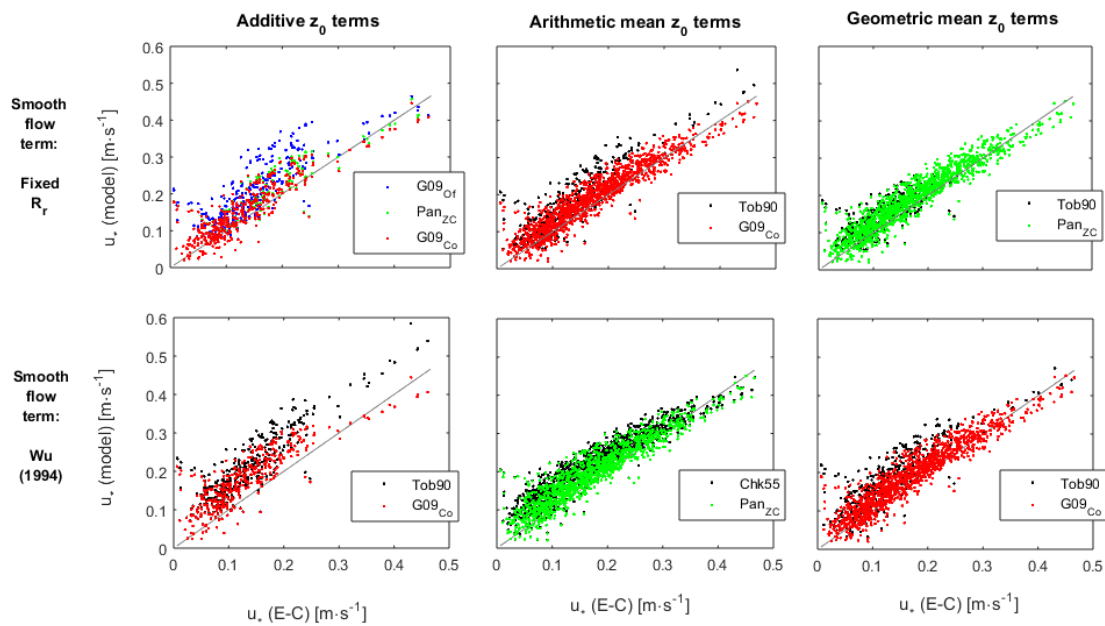 Additive z0 terms
Arithmetic mean z0 terms
Geometric mean z0 terms
Smooth
flow
term:
Fixed
Rr
u* (model) [m·s-1]
0.6
0.5
0.4
0.3
0.2
0.1
0
G09Of
PanZC
G09Co
Tob90
G09Co
Tob90
PanZC
Smooth
flow
term:
Wu
(1994)
u* (model) [m·s-1]
0.6
0.5
0.4
0.3
0.2
0.1
0
Tob90
G09Co
Chk55
PanZC
Tob90
G09Co
0 0.1 0.2 0.3 0.4 0.5
0 0.1 0.2 0.3 0.4 0.5
0 0.1 0.2 0.3 0.4 0.5
u* (E-C) [m·s-1]
u* (E-C) [m·s-1]
u* (E-C) [m·s-1]